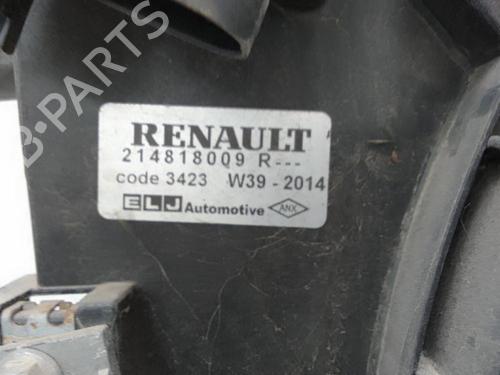 B-PARTS
RENAULT
214818009 R---
code 3423 W39-2014
ELJ Automotive ANX